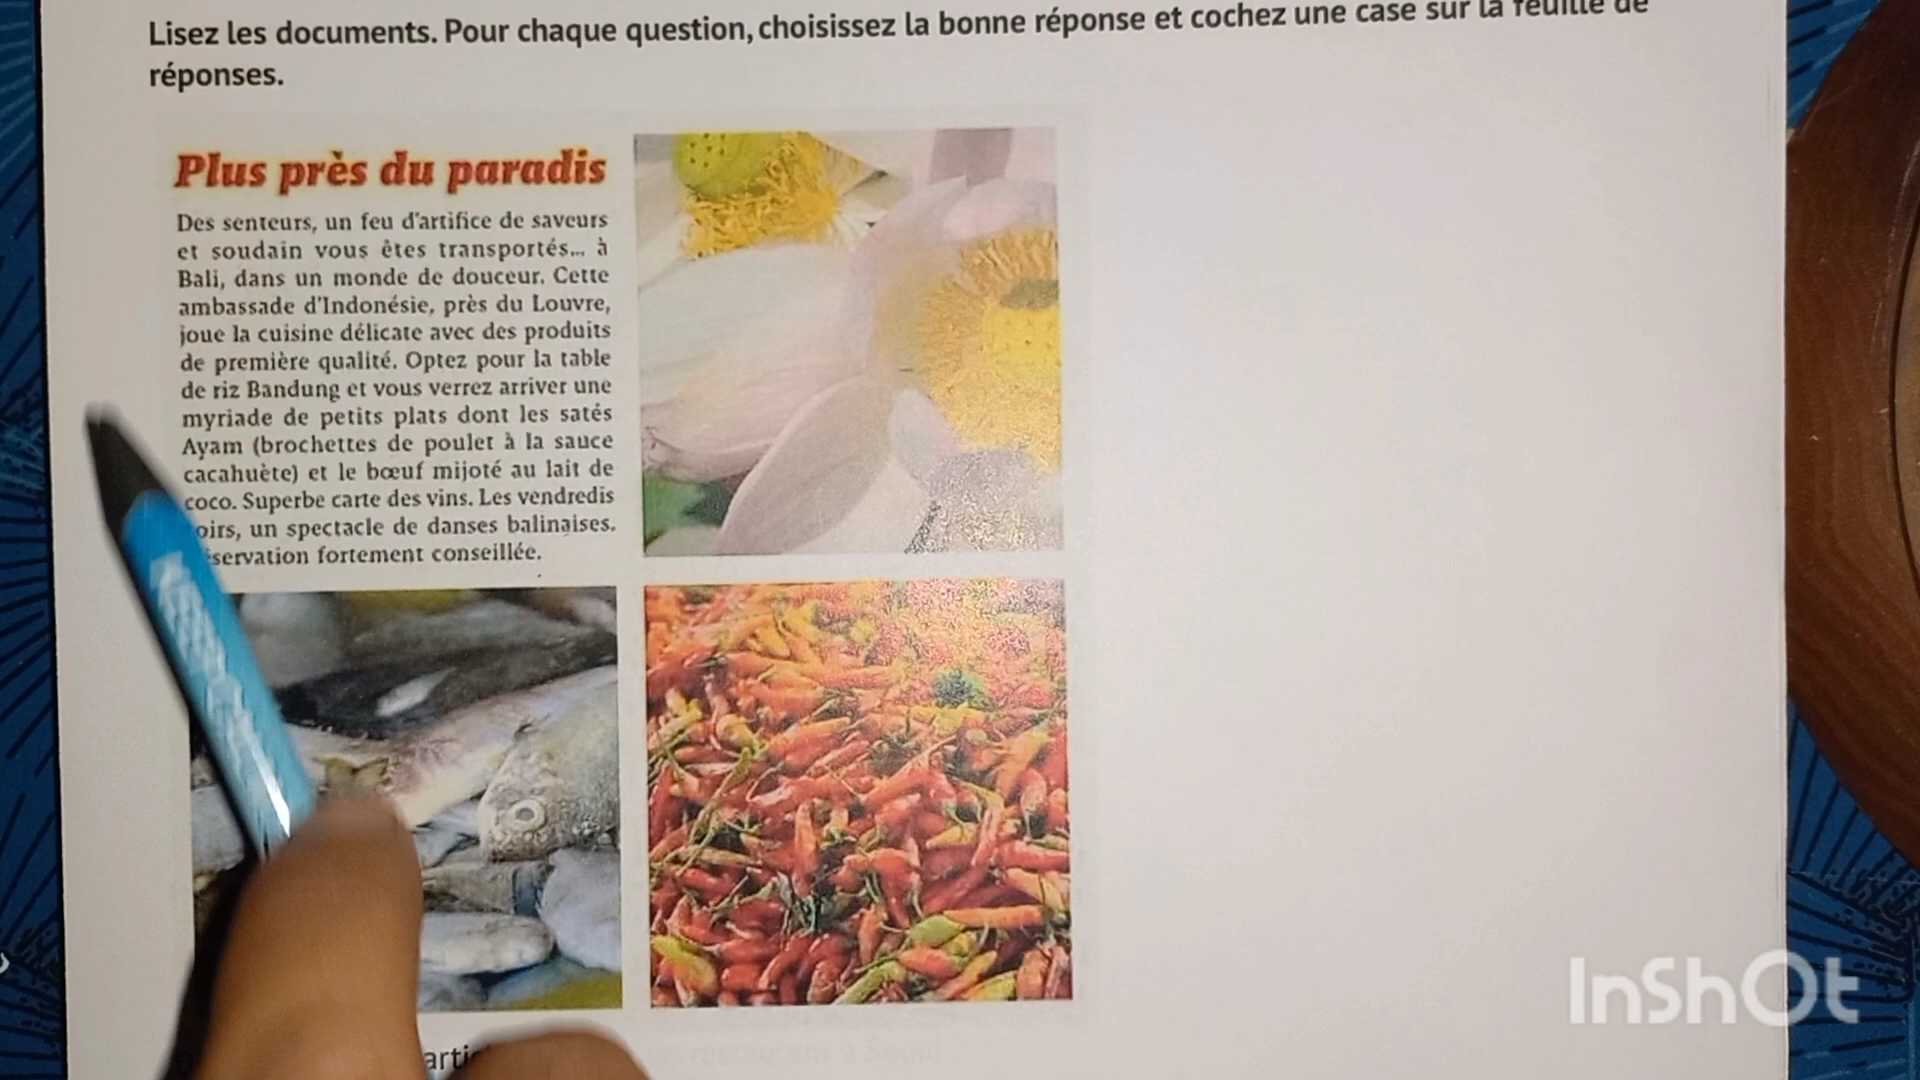 Lisez les documents. Pour chaque question, choisissez la bonne réponse et cochez une case sur la feuille de
réponses.
Plus près du paradis
Des senteurs, un feu d'artifice de saveurs
et soudain vous êtes transportés... à
Bali, dans un monde de douceur. Cette
ambassade d'Indonésie, près du Louvre,
joue la cuisine délicate avec des produits
de première qualité. Optez pour la table
de riz Bandung et vous verrez arriver une
myriade de petits plats dont les satés
Ayam (brochettes de poulet à la sauce
cacahuète) et le bœuf mijoté au lait de
coco. Superbe carte des vins. Les vendredis
oirs, un spectacle de danses balinaises.
servation fortement conseillée.
arti
InShOt